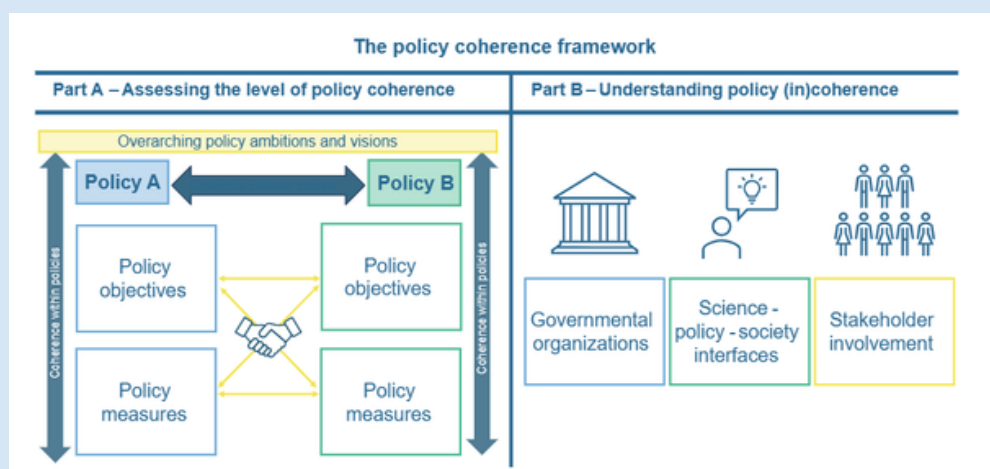 The policy coherence framework
Part A – Assessing the level of policy coherence
Part B – Understanding policy (in)coherence
Overarching policy ambitions and visions
Policy A
Policy B
Coherence within policies
Policy
objectives
Policy
objectives
Policy
measures
Policy
measures
Coherence within policies
Governmental
organizations
Science -
policy - society
interfaces
Stakeholder
involvement